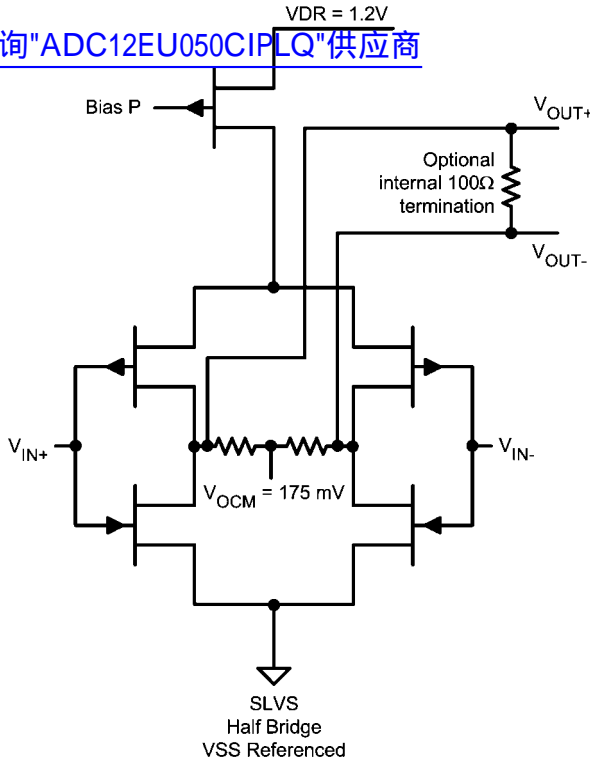 VDR = 1.2V
询"ADC12EU050CIPLQ"供应商
Bias P
VOUT+
Optional
internal 100Ω
termination
VOUT-
VIN+
VIN-
VOCM = 175 mV
SLVS
Half Bridge
VSS Referenced